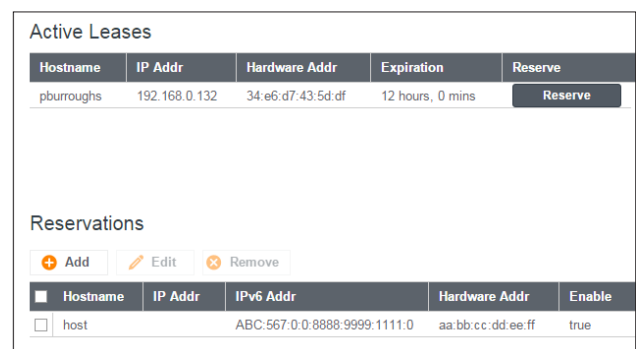 Active Leases
Hostname IP Addr Hardware Addr Expiration Reserve
pburroughs 192.168.0.132 34:e6:d7:43:5d:df 12 hours, 0 mins Reserve
Reservations
Add Edit Remove
Hostname IP Addr IPv6 Addr Hardware Addr Enable
host ABC:567:0:0:8888:9999:1111:0 aa:bb:cc:dd:ee:ff true